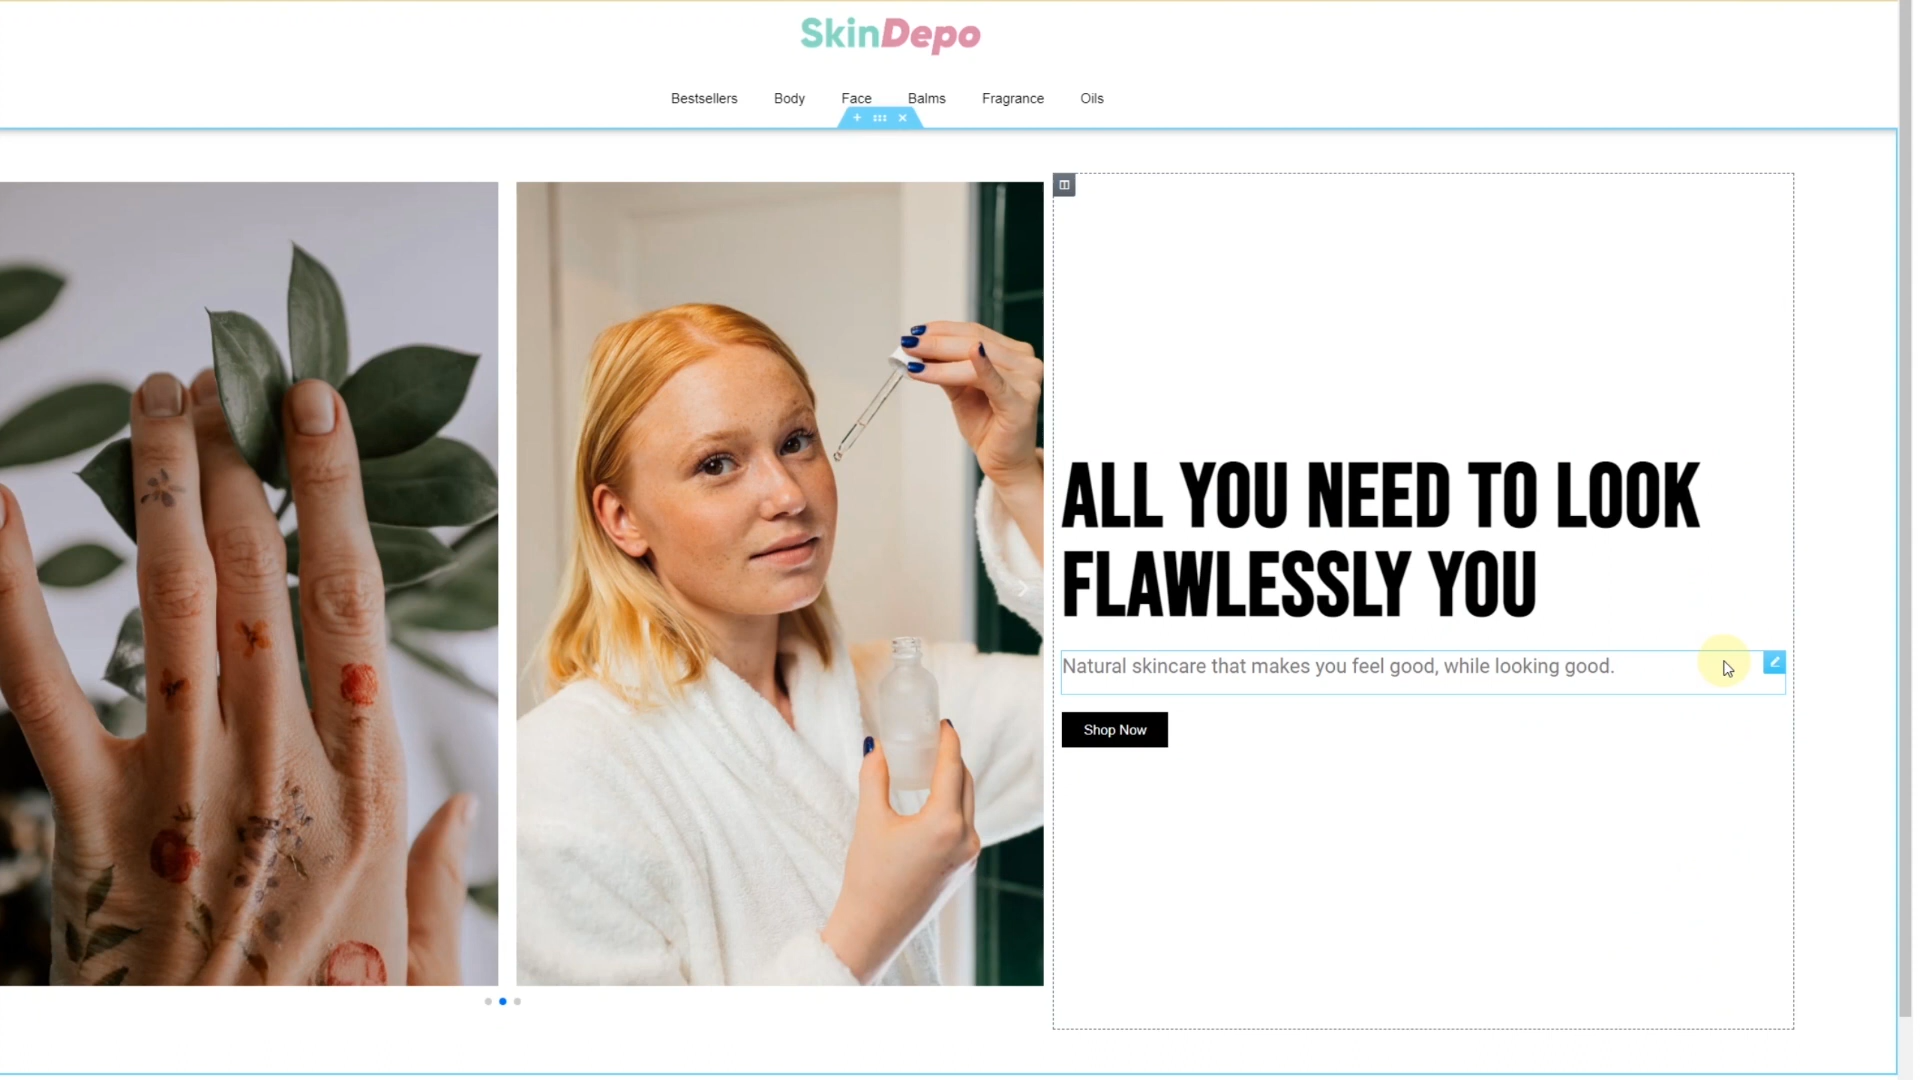 SkinDepo
Bestsellers Body Face Balms Fragrance Oils
ALL YOU NEED TO LOOK
FLAWLESSLY YOU
Natural skincare that makes you feel good, while looking good.
Shop Now